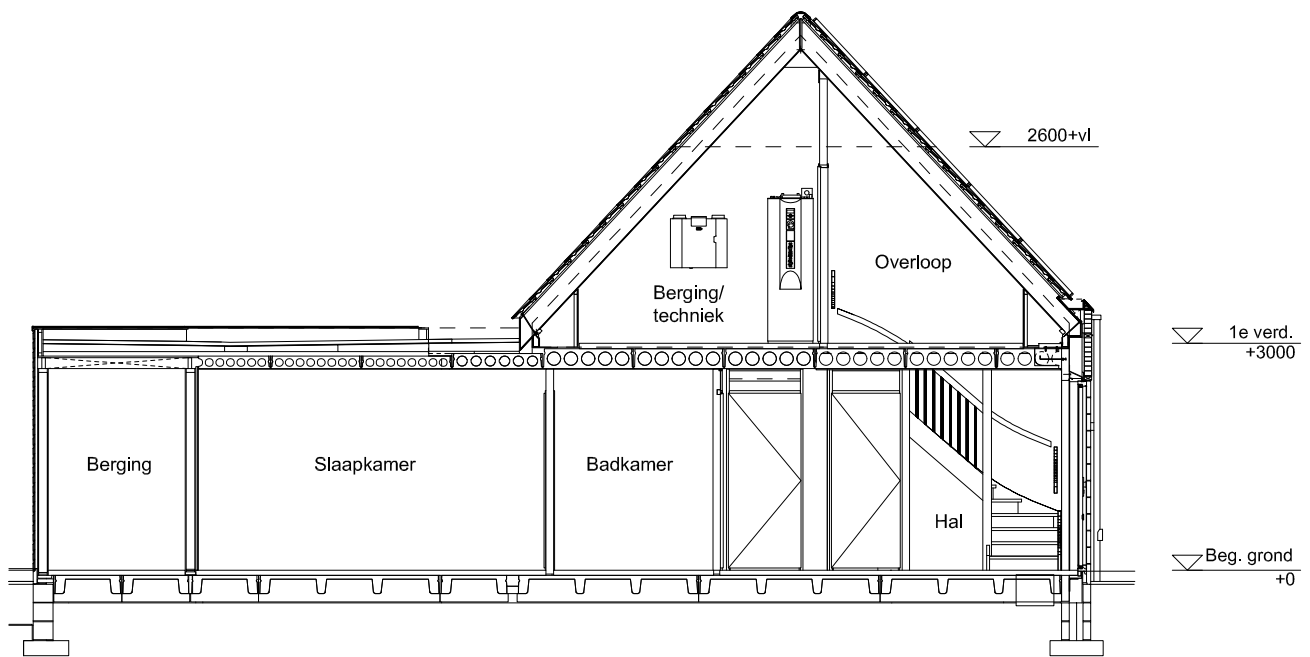 2600+vl
Overloop
Berging/
techniek
1e verd.
+3000
Berging
Slaapkamer
Badkamer
Hal
Beg. grond
+0